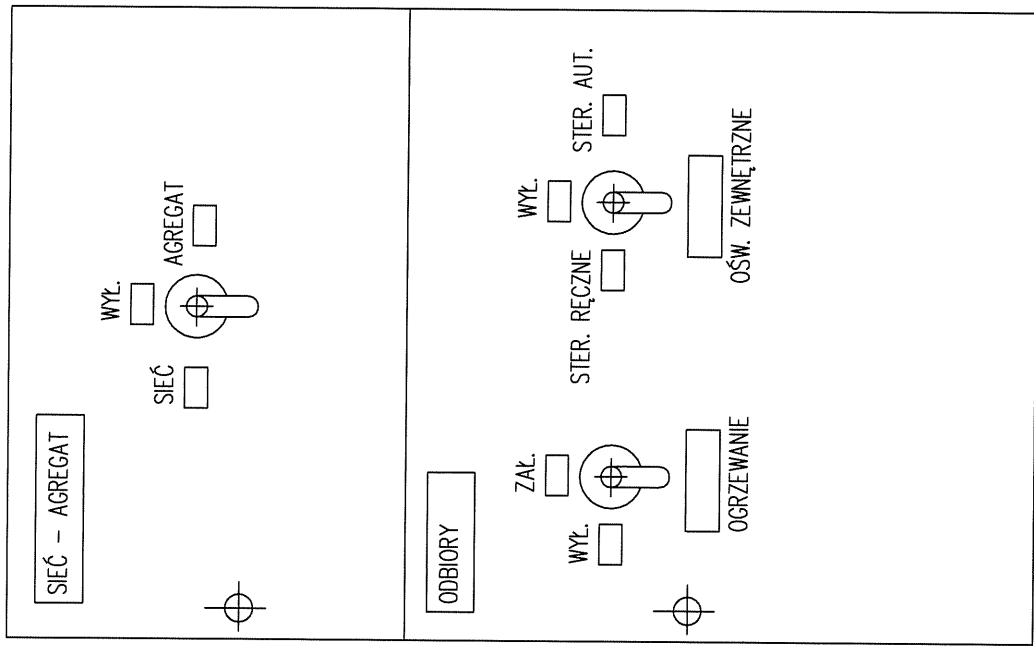 SIEĆ - AGREGAT
WYŁ.
SIEĆ
AGREGAT
ODBIORY
ZAŁ.
WYŁ.
OGRZEWANIE
WYŁ.
STER. RĘCZNE
STER. AUT.
OŚW. ZEWNĘTRZNE